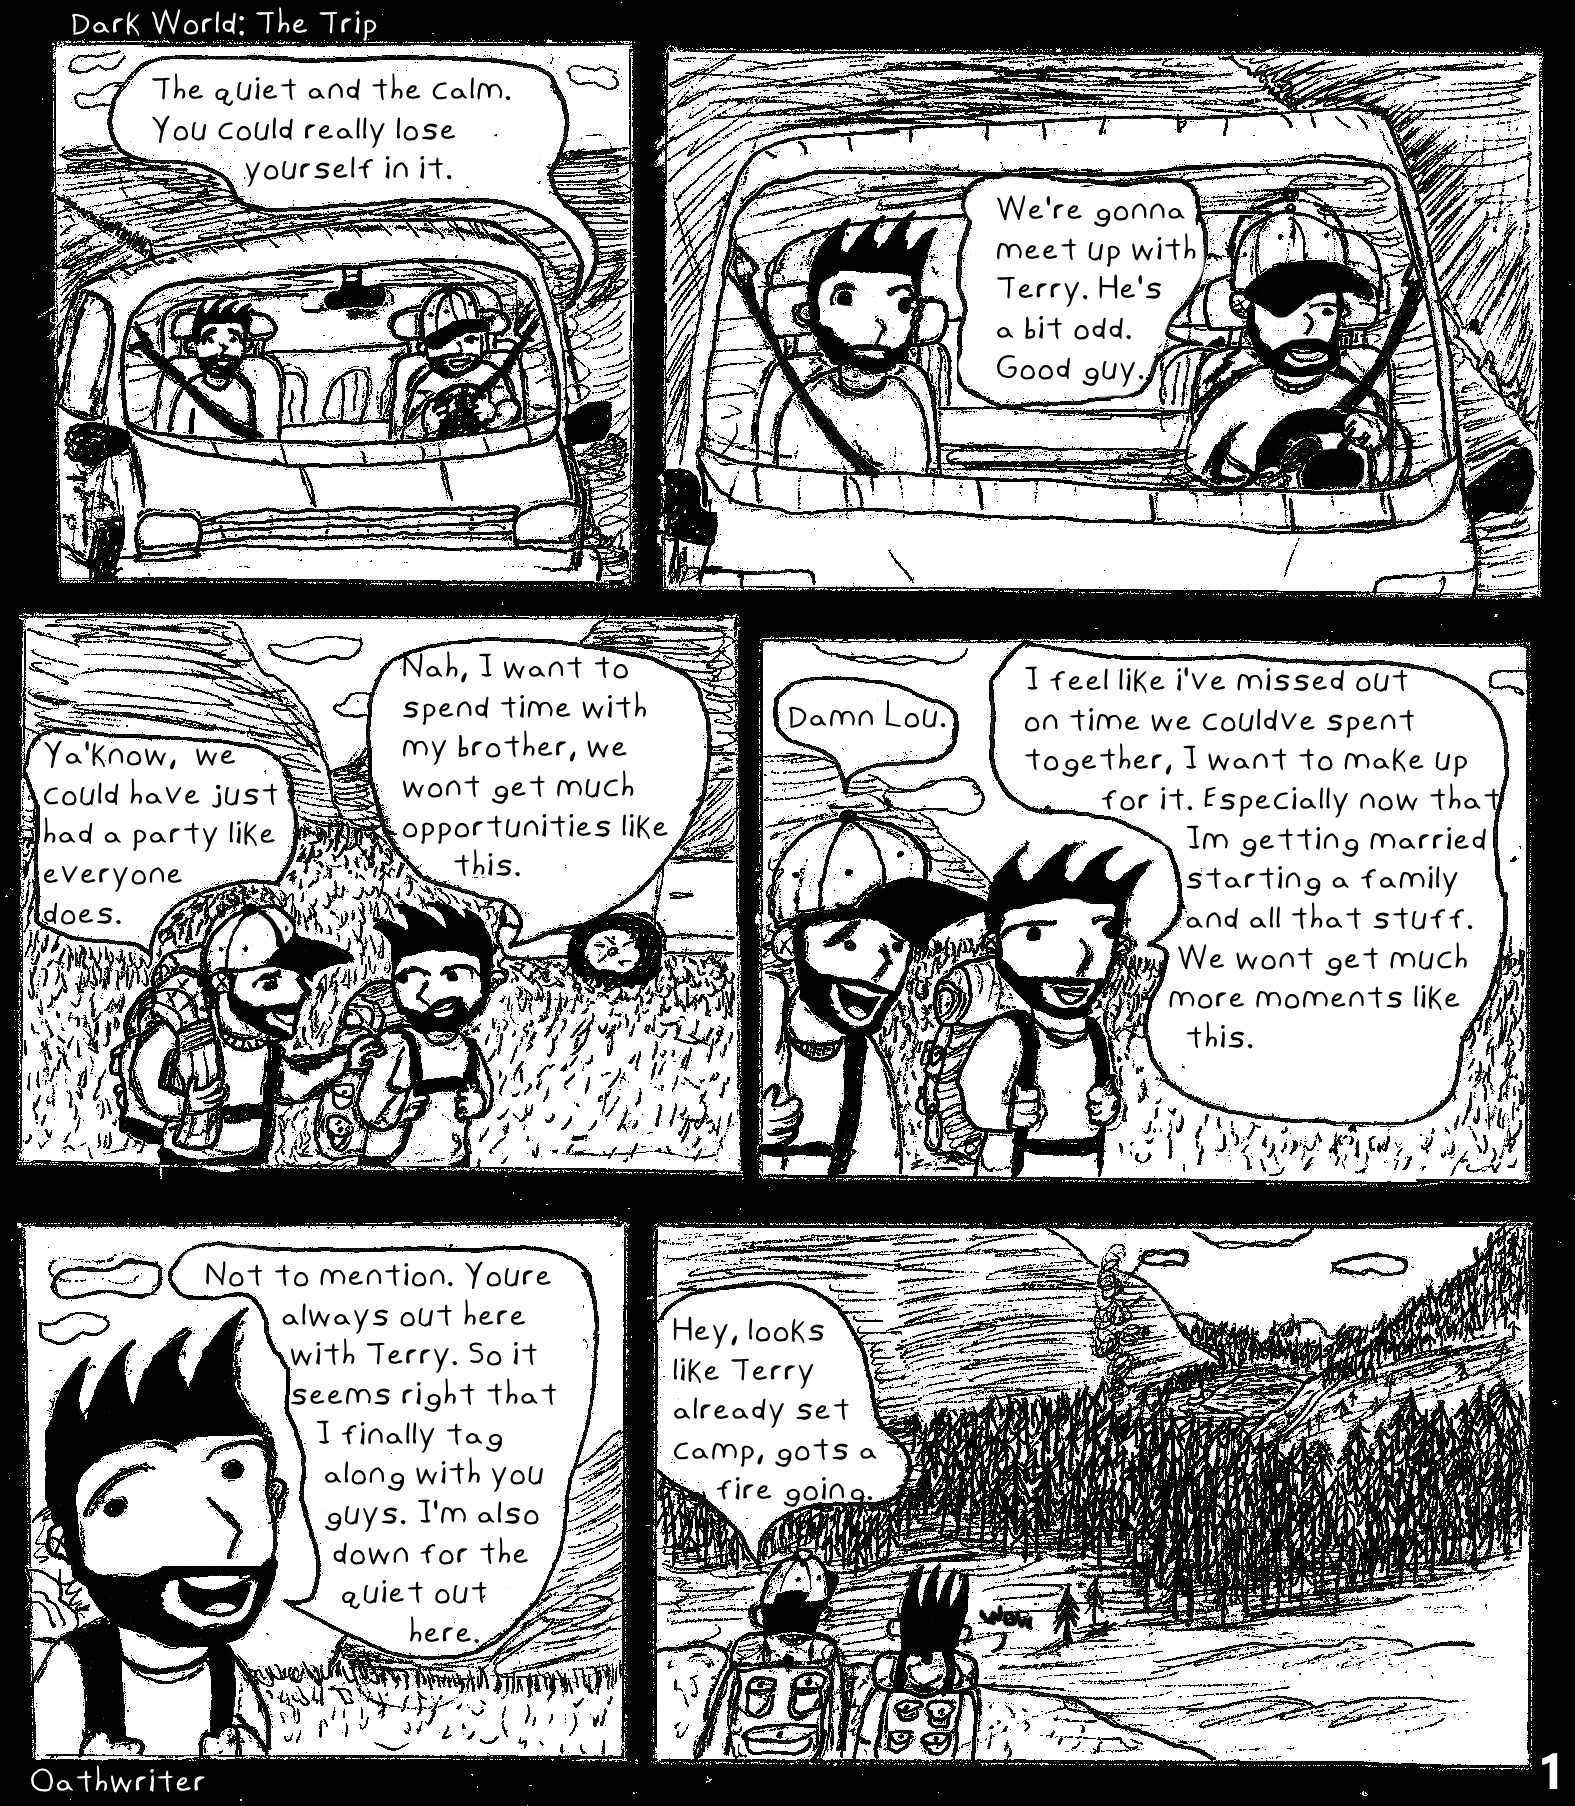 Dark World: The Trip
The quiet and the calm.
You could really lose
yourself in it.
We're gonna
meet up with
Terry. He's
a bit odd.
Good guy.
Ya'know, we
could have just
had a party like
everyone
does.
Nah, I want to
spend time with
my brother, we
wont get much
opportunities like
this.
Damn Lou.
I feel like i've missed out
on time we couldve spent
together, I want to make up
for it. Especially now that
Im getting married
starting a family
and all that stuff.
We wont get much
more moments like
this.
Not to mention. Youre
always out here
with Terry. So it
seems right that
I finally tag
along with you
guys. I'm also
down for the
quiet out
here.
Hey, looks
like Terry
already set
camp, gots a
fire going.
woh
Oathwriter
1